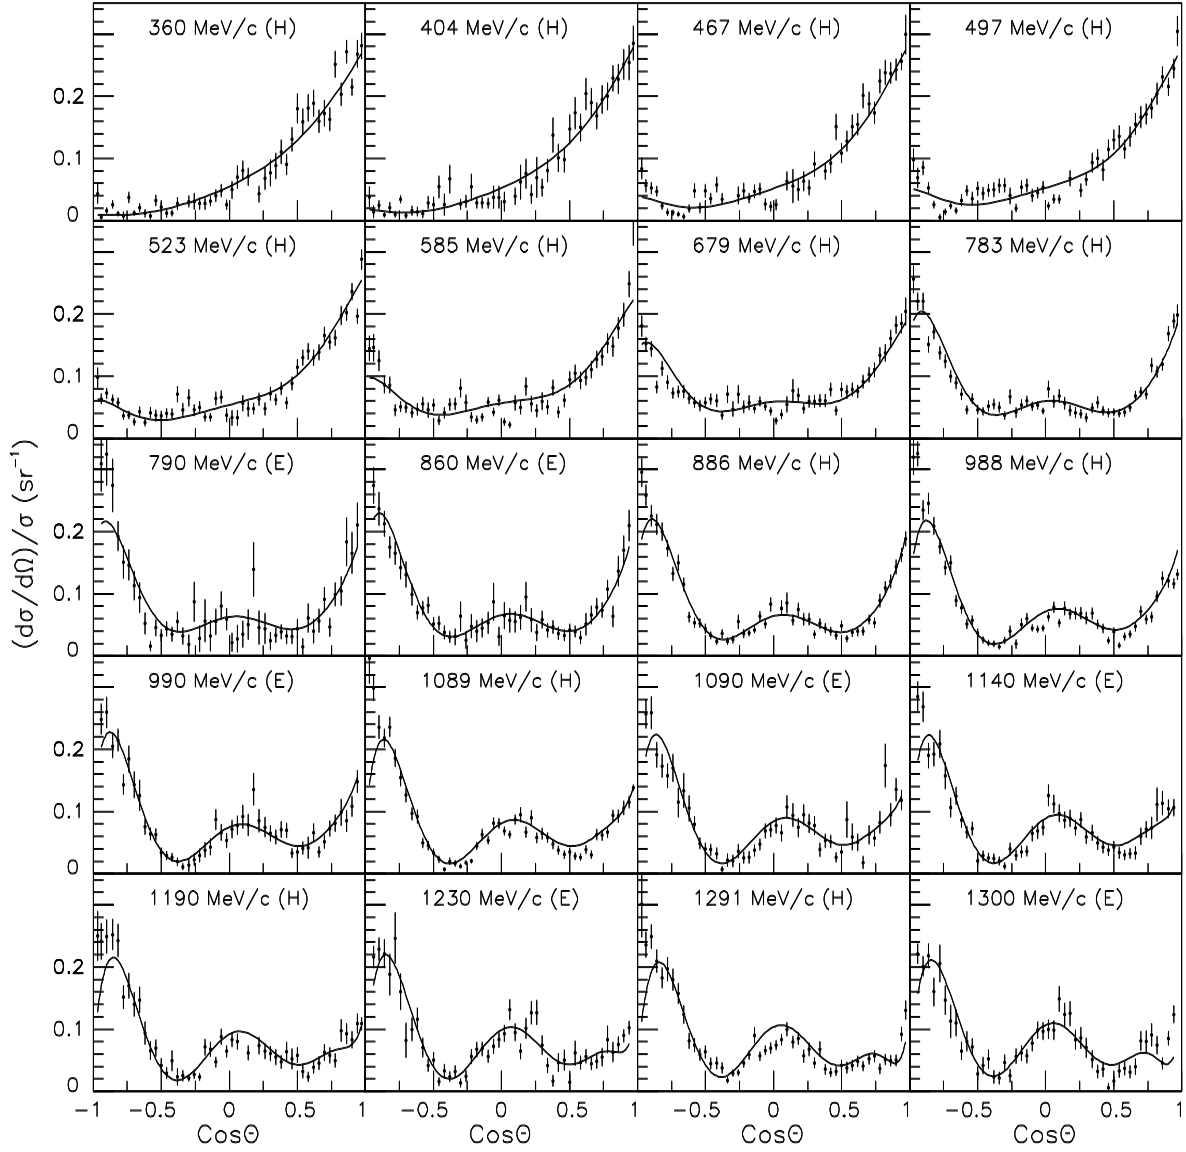 360 MeV/c (H)
404 MeV/c (H)
467 MeV/c (H)
497 MeV/c (H)
0.2
0.1
0
523 MeV/c (H)
585 MeV/c (H)
679 MeV/c (H)
783 MeV/c (H)
0.2
0.1
0
790 MeV/c (E)
860 MeV/c (E)
886 MeV/c (H)
988 MeV/c (H)
0.2
0.1
0
(dσ/dΩ)/σ (sr⁻¹)
990 MeV/c (E)
1089 MeV/c (H)
1090 MeV/c (E)
1140 MeV/c (E)
0.2
0.1
0
1190 MeV/c (H)
1230 MeV/c (E)
1291 MeV/c (H)
1300 MeV/c (E)
0.2
0.1
0
-1 -0.5 0 0.5 1
-0.5 0 0.5 1
-0.5 0 0.5 1
-0.5 0 0.5 1
CosΘ
CosΘ
CosΘ
CosΘ